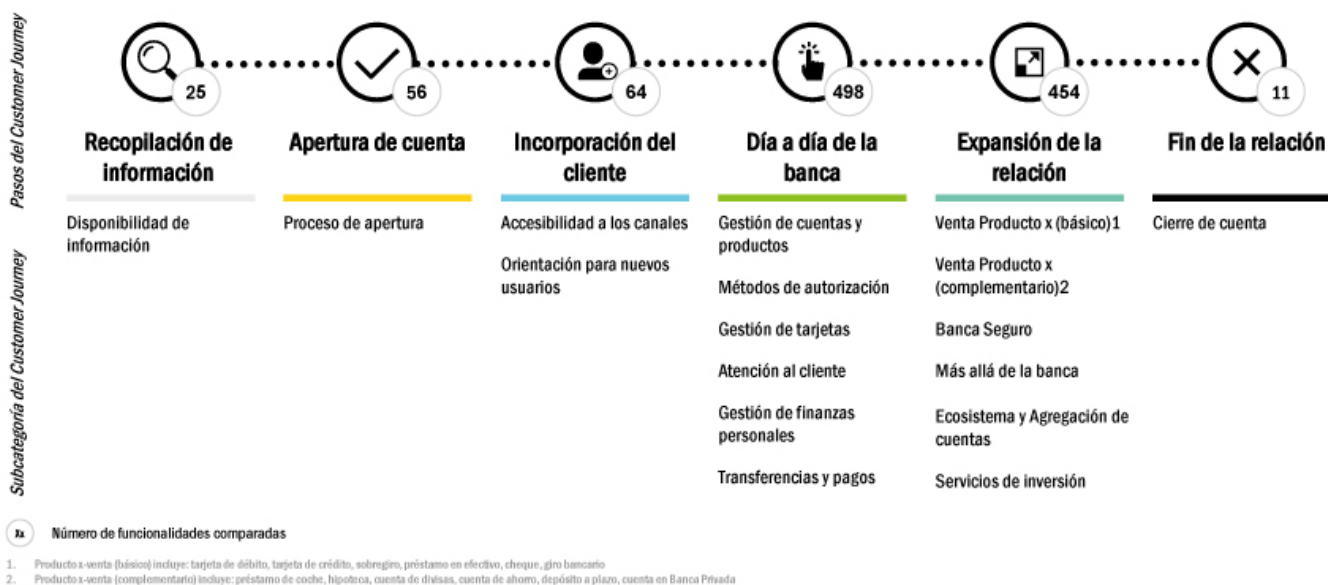 Pasos del Customer Journey
25
56
64
498
454
11
Recopilación de
información
Apertura de cuenta
Incorporación del
cliente
Día a día de la
banca
Expansión de la
relación
Fin de la relación
Subcategoría del Customer Journey
Disponibilidad de
información
Proceso de apertura
Accesibilidad a los canales
Orientación para nuevos
usuarios
Gestión de cuentas y
productos
Métodos de autorización
Gestión de tarjetas
Atención al cliente
Gestión de finanzas
personales
Transferencias y pagos
Venta Producto x (básico)1
Venta Producto x
(complementario)2
Banca Seguro
Más allá de la banca
Ecosistema y Agregación de
cuentas
Servicios de inversión
Cierre de cuenta
Xx Número de funcionalidades comparadas
1. Producto x-venta (básico) incluye: tarjeta de débito, tarjeta de crédito, sobregiro, préstamo en efectivo, cheque, giro bancario
2. Producto x-venta (complementario) incluye: préstamo de coche, hipoteca, cuenta de divisas, cuenta de ahorro, depósito a plazo, cuenta en Banca Privada